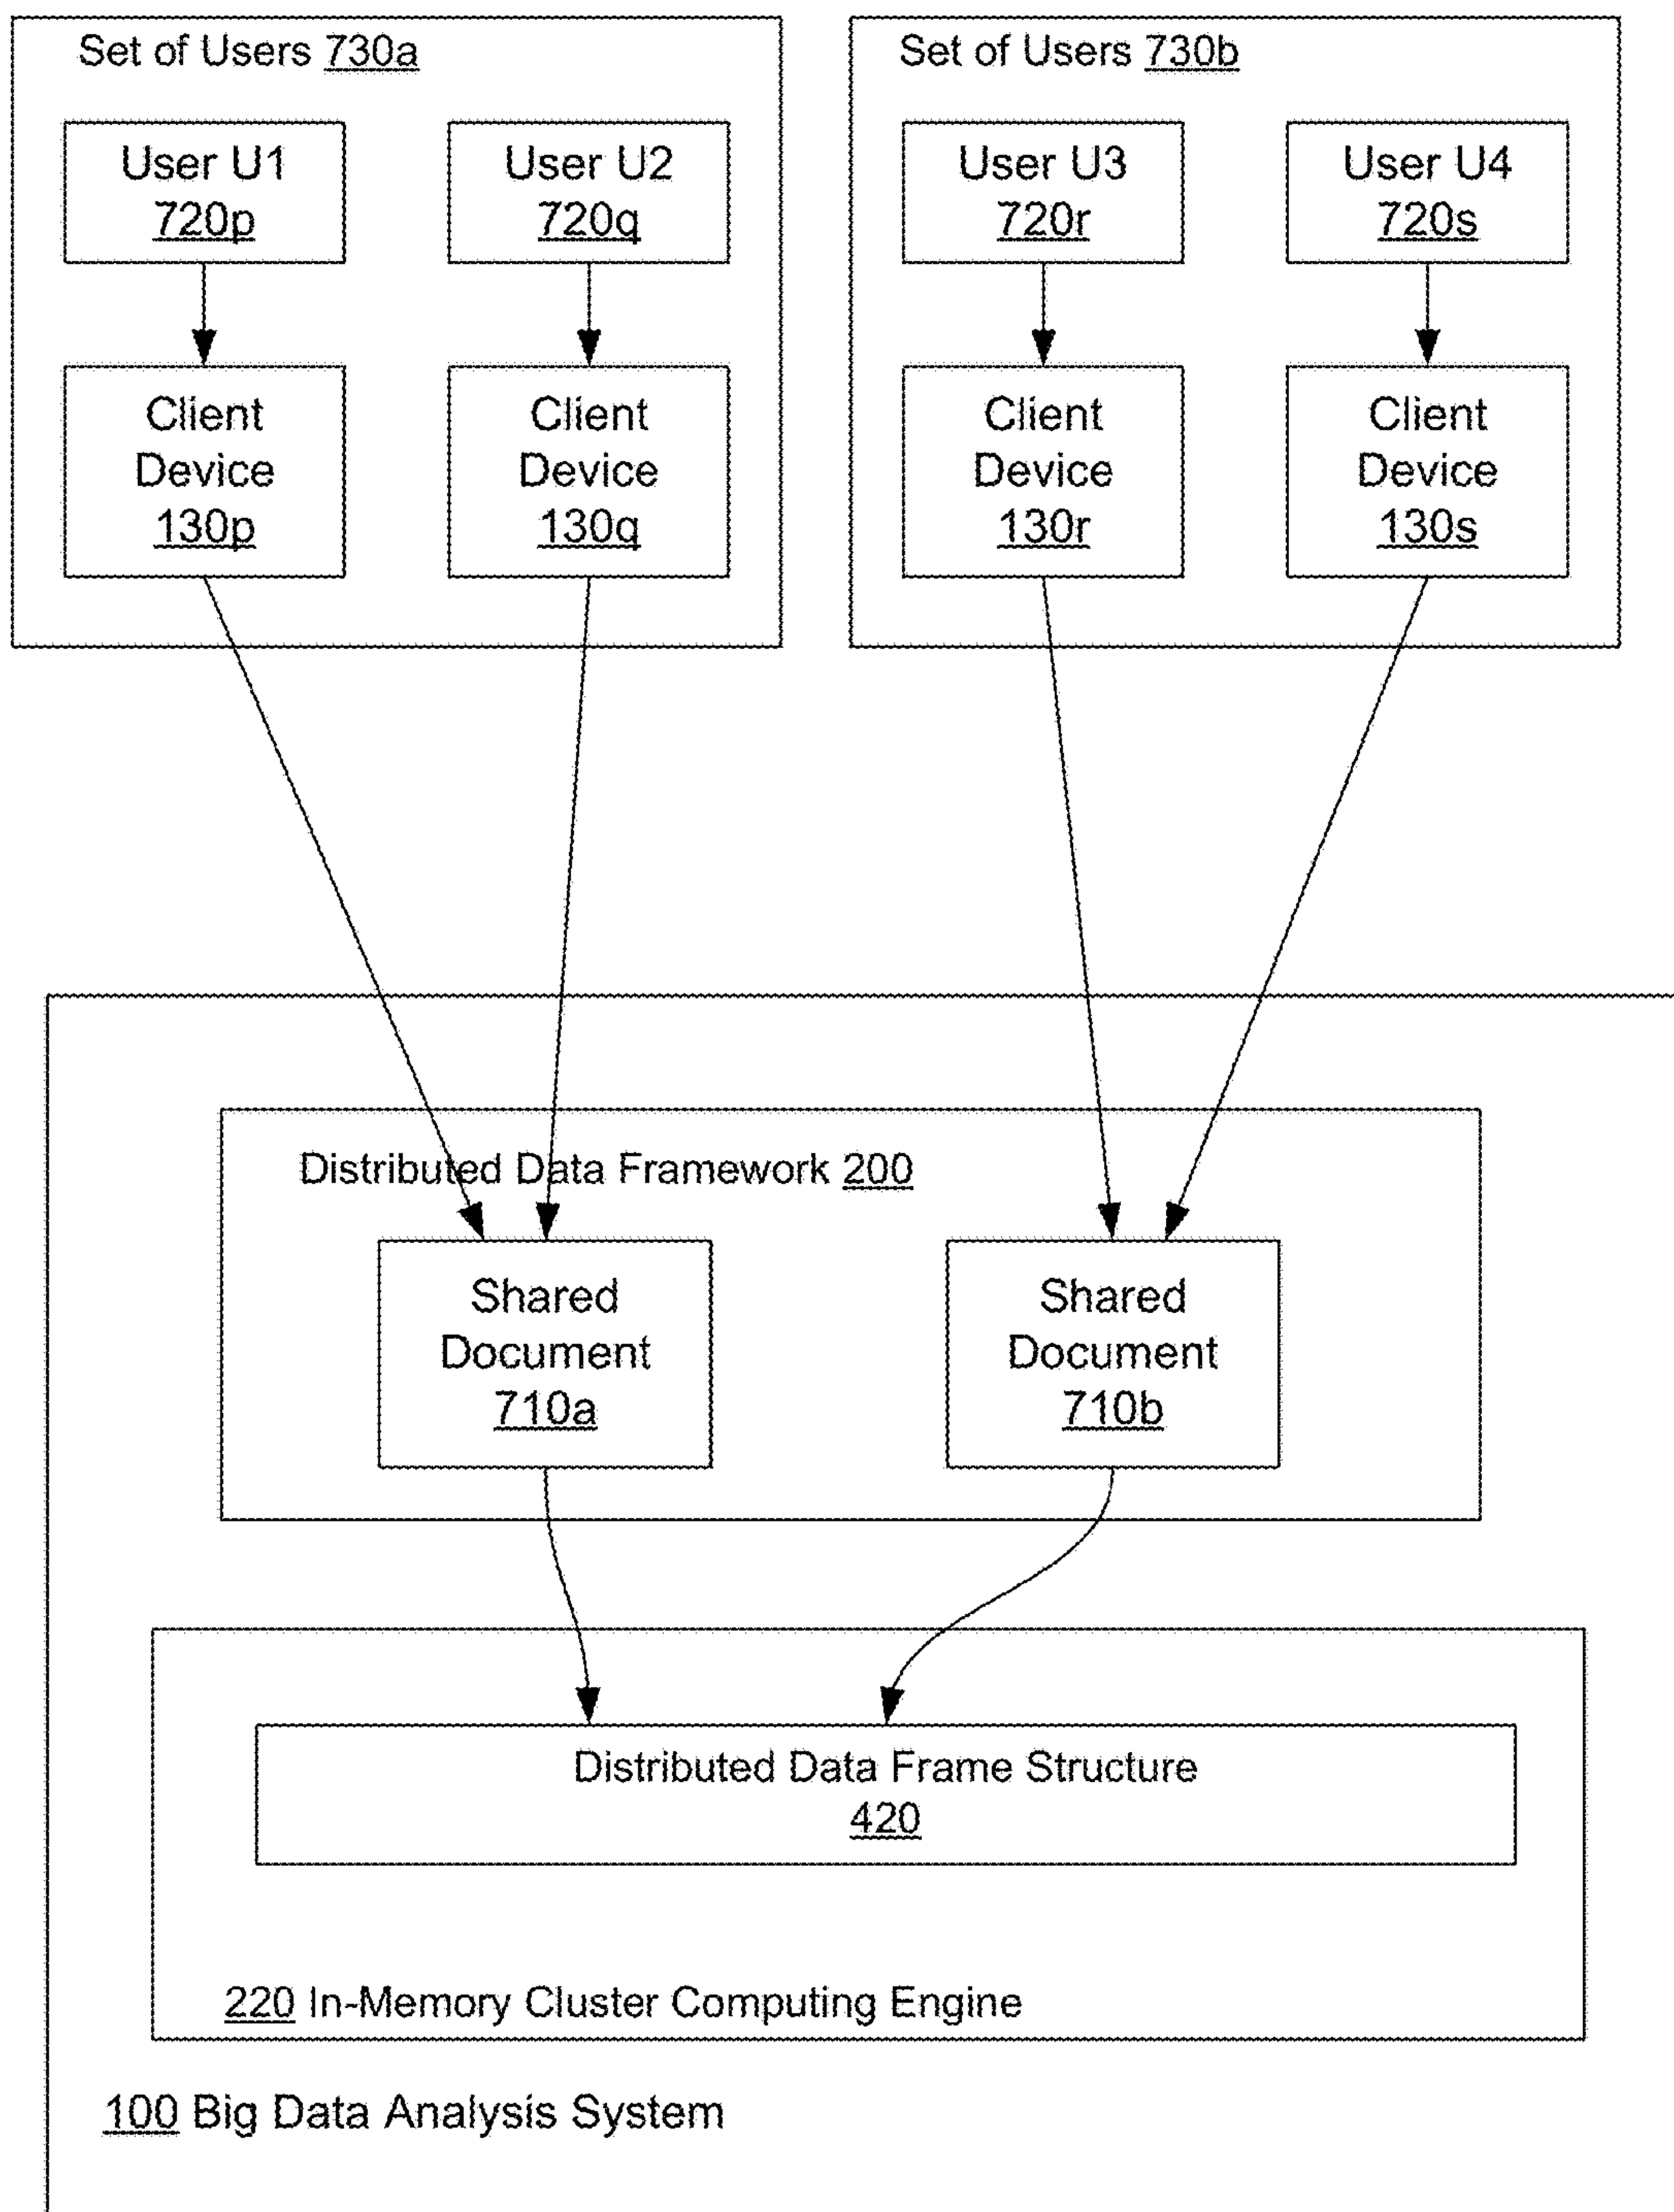 Set of Users 730a
User U1
720p
User U2
720q
Client
Device
130p
Client
Device
130q
Set of Users 730b
User U3
720r
User U4
720s
Client
Device
130r
Client
Device
130s
Distributed Data Framework 200
Shared
Document
710a
Shared
Document
710b
Distributed Data Frame Structure
420
220 In-Memory Cluster Computing Engine
100 Big Data Analysis System